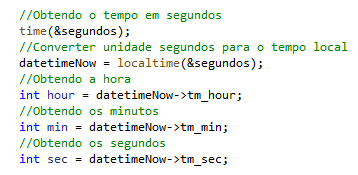 //Obtendo o tempo em segundos
time(&segundos);
//Converter unidade segundos para o tempo local
datetimeNow = localtime(&segundos);
//Obtendo a hora
int hour = datetimeNow->tm_hour;
//Obtendo os minutos
int min = datetimeNow->tm_min;
//Obtendo os segundos
int sec = datetimeNow->tm_sec;